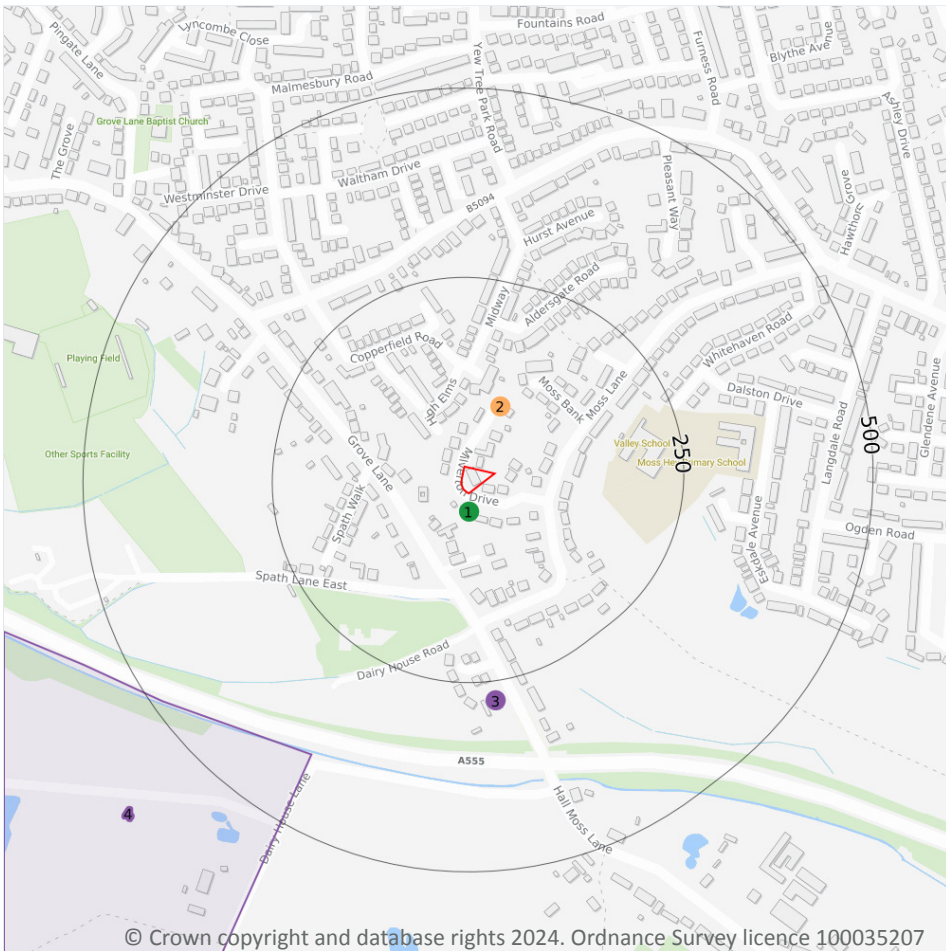 Fountains Road
Lyncombe Close
Pingate Lane
Furness Road
Blythe Avenue
Yew Tree Park Road
Malmesbury Road
Ashley Drive
Grove Lane Baptist Church
The Grove
Waltham Drive
Pleasant Way
Westminster Drive
B5094
Hawthorn Grove
Hurst Avenue
Aldersgate Road
Midway
Whitehaven Road
Playing Field
Copperfield Road
Moss Lane
Moss Bank
Dalston Drive
Glendene Avenue
High Elms
2
Langdale Road
500
250
Valley School
Moss Hey Primary School
Other Sports Facility
Grove Lane
Milverton Drive
Spath Walk
1
Ogden Road
Eskdale Avenue
Spath Lane East
Dairy House Road
3
A555
Hall Moss Lane
4
Dairy House Lane
© Crown copyright and database rights 2024. Ordnance Survey licence 100035207